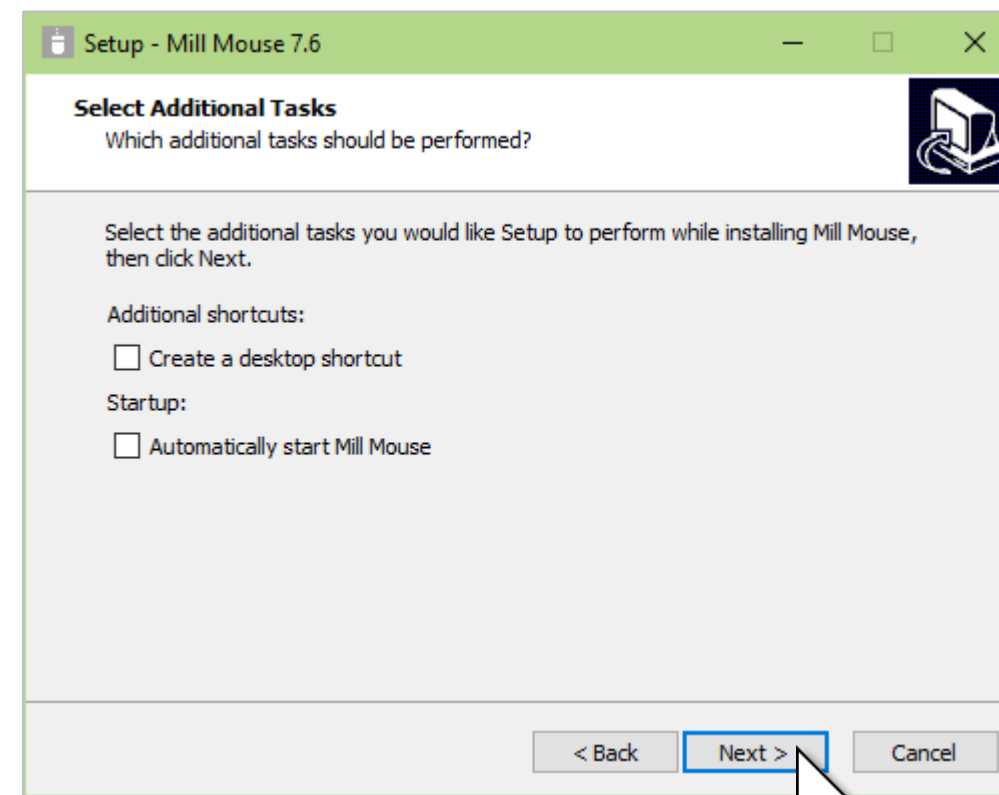 Setup - Mill Mouse 7.6
Select Additional Tasks
Which additional tasks should be performed?
Select the additional tasks you would like Setup to perform while installing Mill Mouse,
then click Next.
Additional shortcuts:
Create a desktop shortcut
Startup:
Automatically start Mill Mouse
< Back Next > Cancel